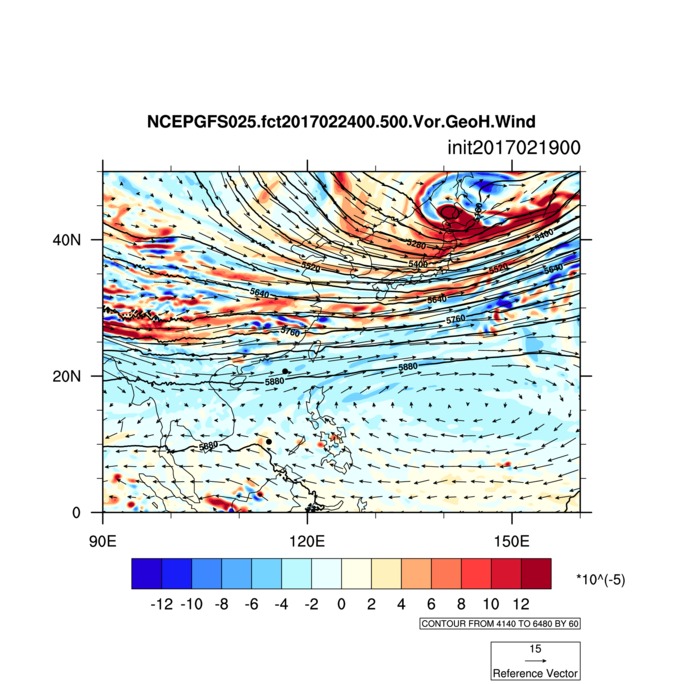 NCEPGFS025.fct2017022400.500.Vor.GeoH.Wind
init2017021900
40N
20N
0
90E 120E 150E
5280
5400
5400
5520
5520
5640
5640
5640
5760
5760
5880
5880
5880
-12 -10 -8 -6 -4 -2 0 2 4 6 8 10 12
*10^(-5)
CONTOUR FROM 4140 TO 6480 BY 60
15
Reference Vector